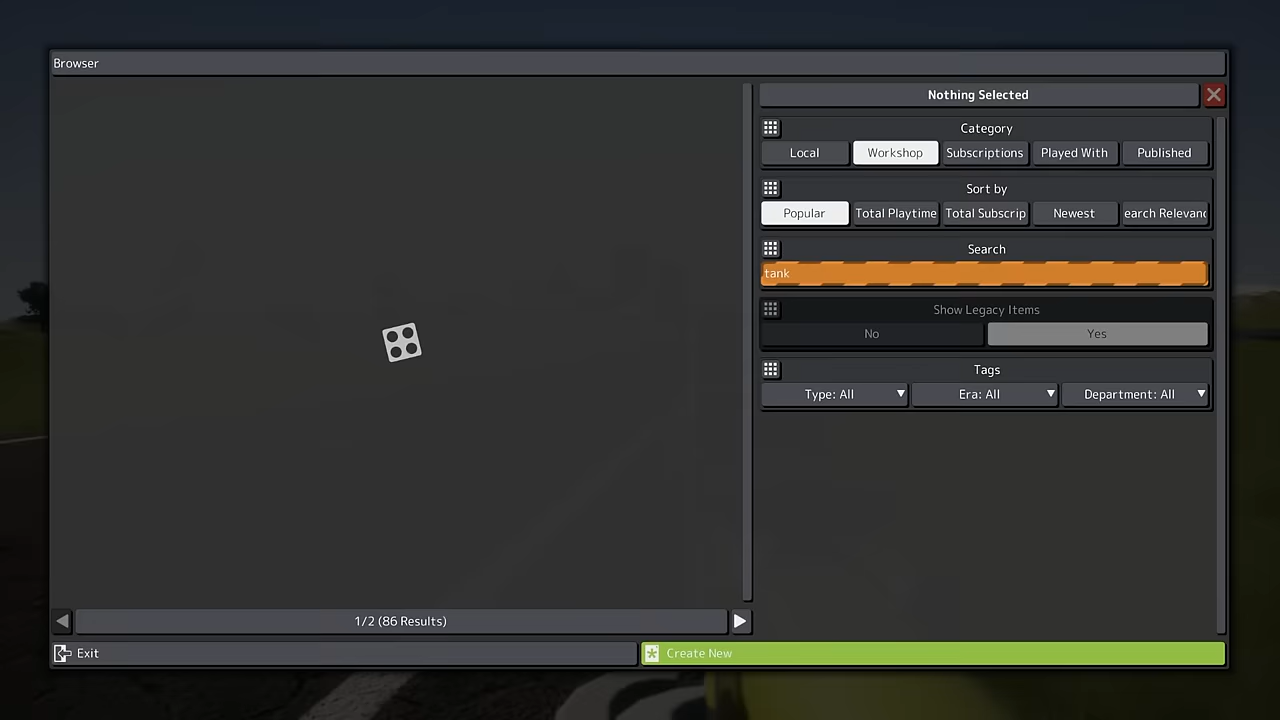 Browser
Nothing Selected
Category
Local Workshop Subscriptions Played With Published
Sort by
Popular Total Playtime Total Subscrip Newest earch Relevanc
Search
tank
Show Legacy Items
No Yes
Tags
Type: All Era: All Department: All
1/2 (86 Results)
Exit Create New